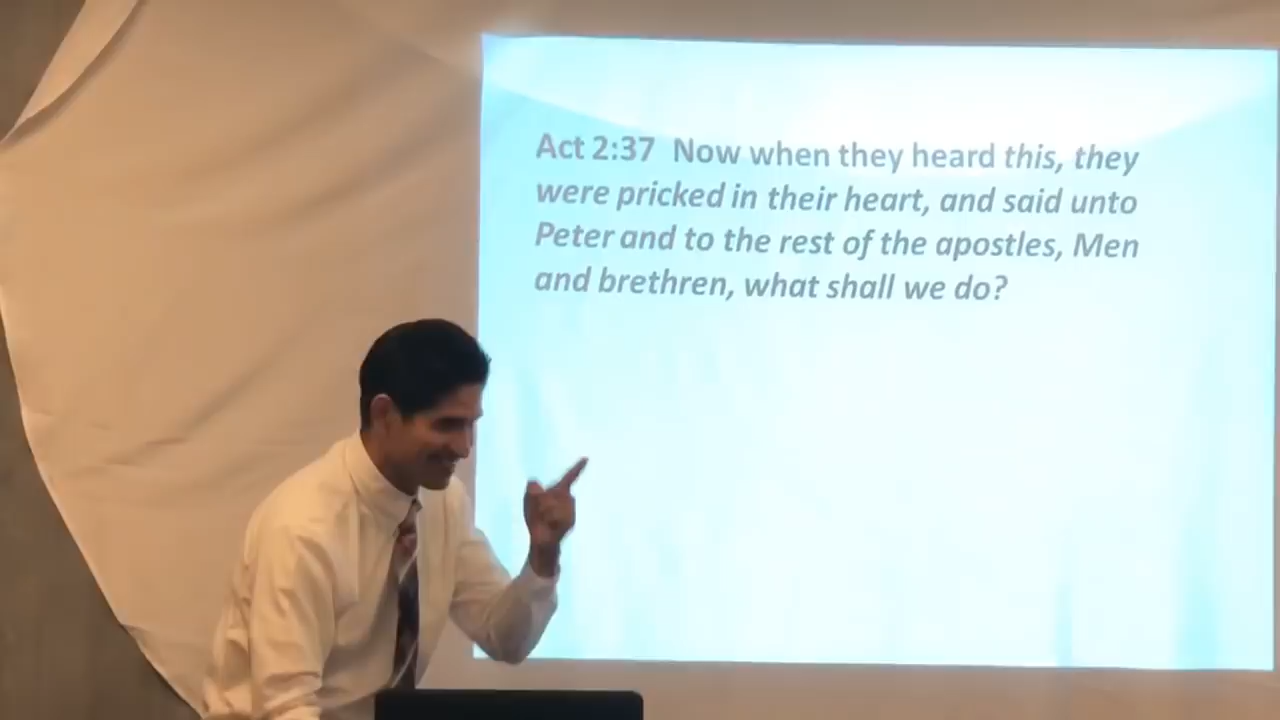 Act 2:37 Now when they heard this, they
were pricked in their heart, and said unto
Peter and to the rest of the apostles, Men
and brethren, what shall we do?